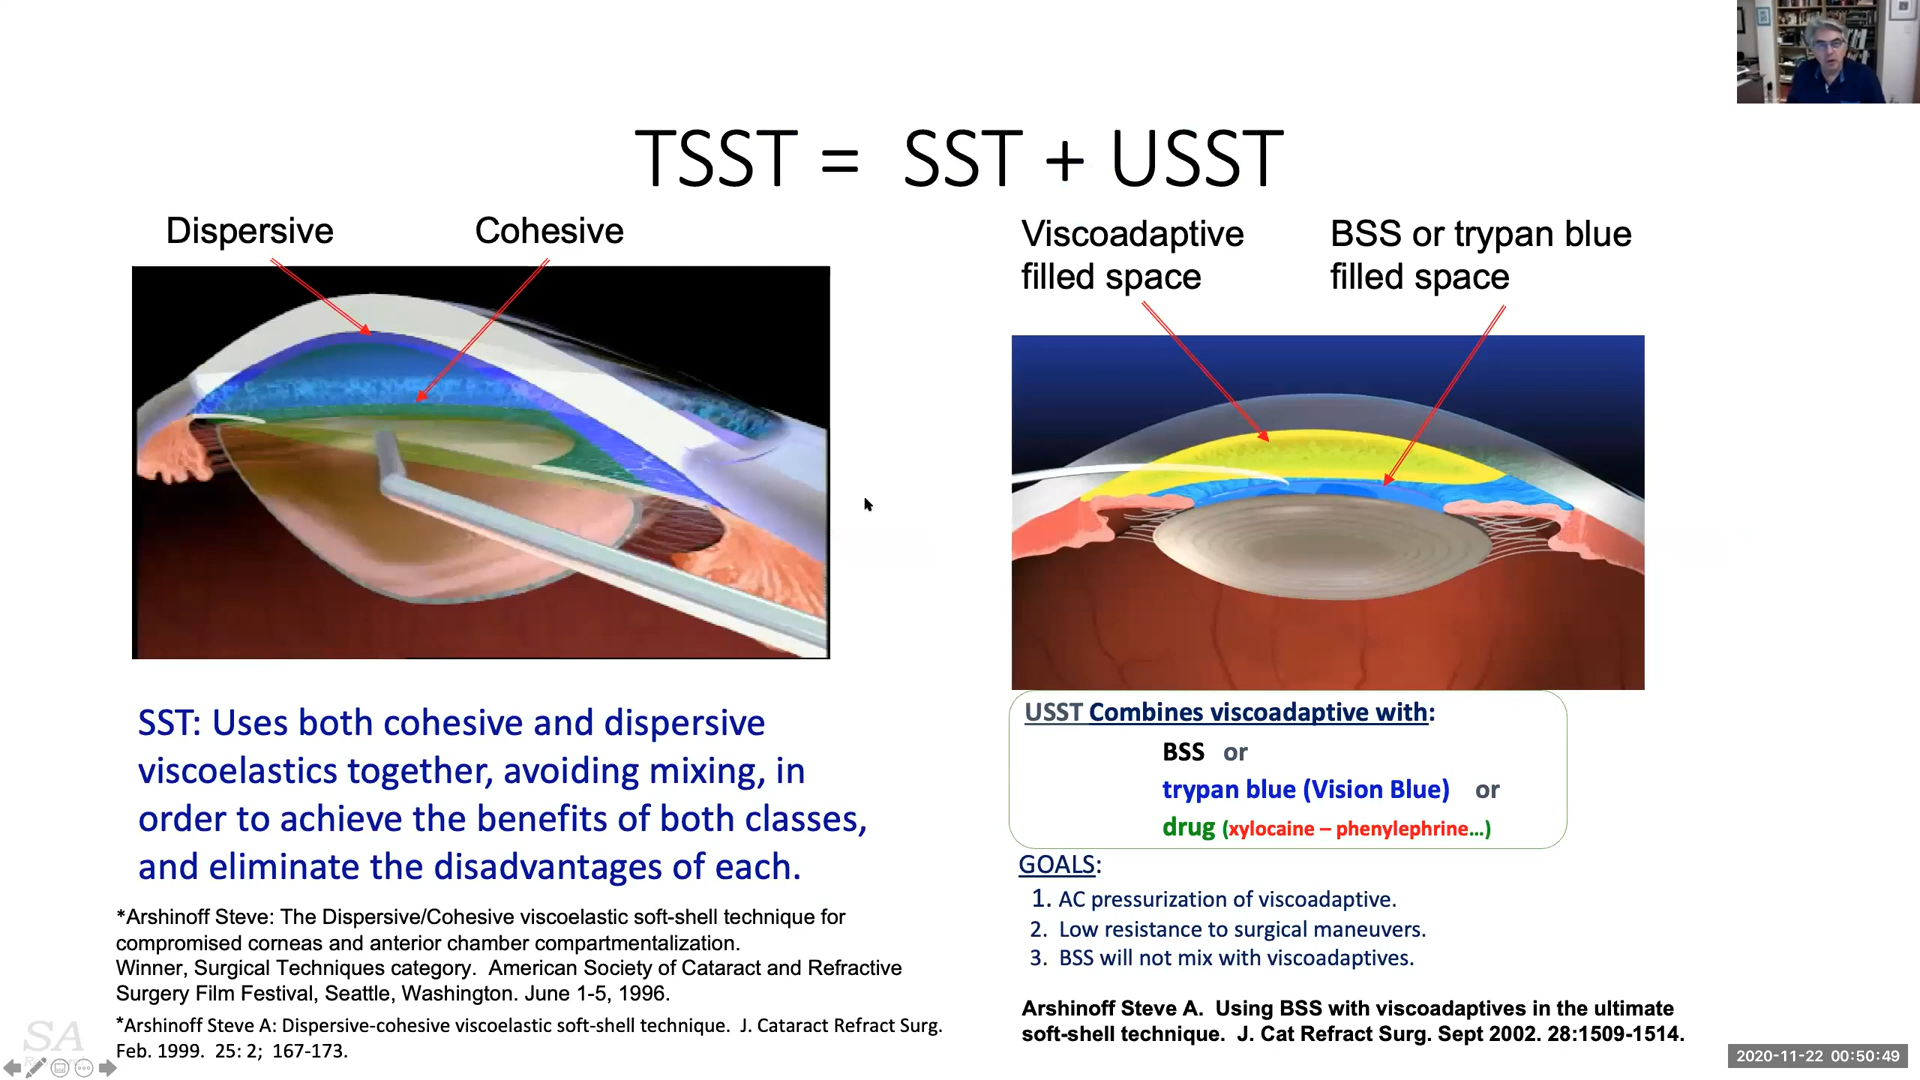 TSST = SST + USST
Dispersive
Cohesive
Viscoadaptive
filled space
BSS or trypan blue
filled space
SST: Uses both cohesive and dispersive
viscoelastics together, avoiding mixing, in
order to achieve the benefits of both classes,
and eliminate the disadvantages of each.
*Arshinoff Steve: The Dispersive/Cohesive viscoelastic soft-shell technique for
compromised corneas and anterior chamber compartmentalization.
Winner, Surgical Techniques category. American Society of Cataract and Refractive
Surgery Film Festival, Seattle, Washington. June 1-5, 1996.
*Arshinoff Steve A: Dispersive-cohesive viscoelastic soft-shell technique. J. Cataract Refract Surg.
Feb. 1999. 25: 2; 167-173.
USST Combines viscoadaptive with:
BSS or
trypan blue (Vision Blue) or
drug (xylocaine – phenylephrine...)
GOALS:
1. AC pressurization of viscoadaptive.
2. Low resistance to surgical maneuvers.
3. BSS will not mix with viscoadaptives.
Arshinoff Steve A. Using BSS with viscoadaptives in the ultimate
soft-shell technique. J. Cat Refract Surg. Sept 2002. 28:1509-1514.
SA
2020-11-22 00:50:49